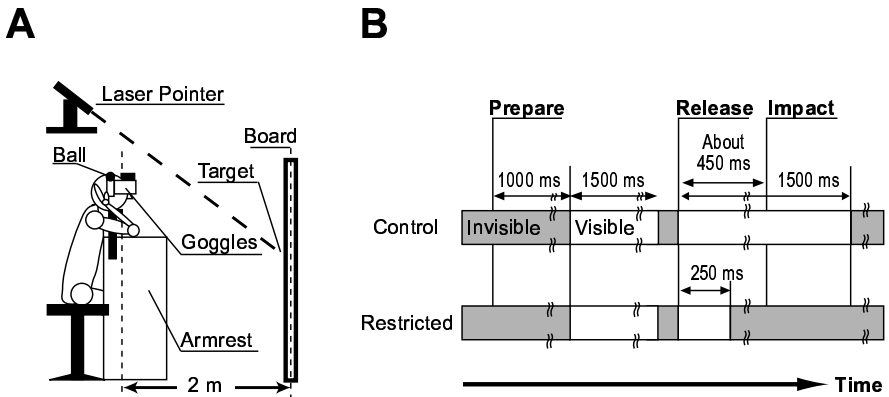 A
Laser Pointer
Board
Ball
Target
Goggles
Armrest
2 m
B
Prepare
Release
Impact
About
450 ms
1000 ms
1500 ms
1500 ms
Control
Invisible
Visible
250 ms
Restricted
Time